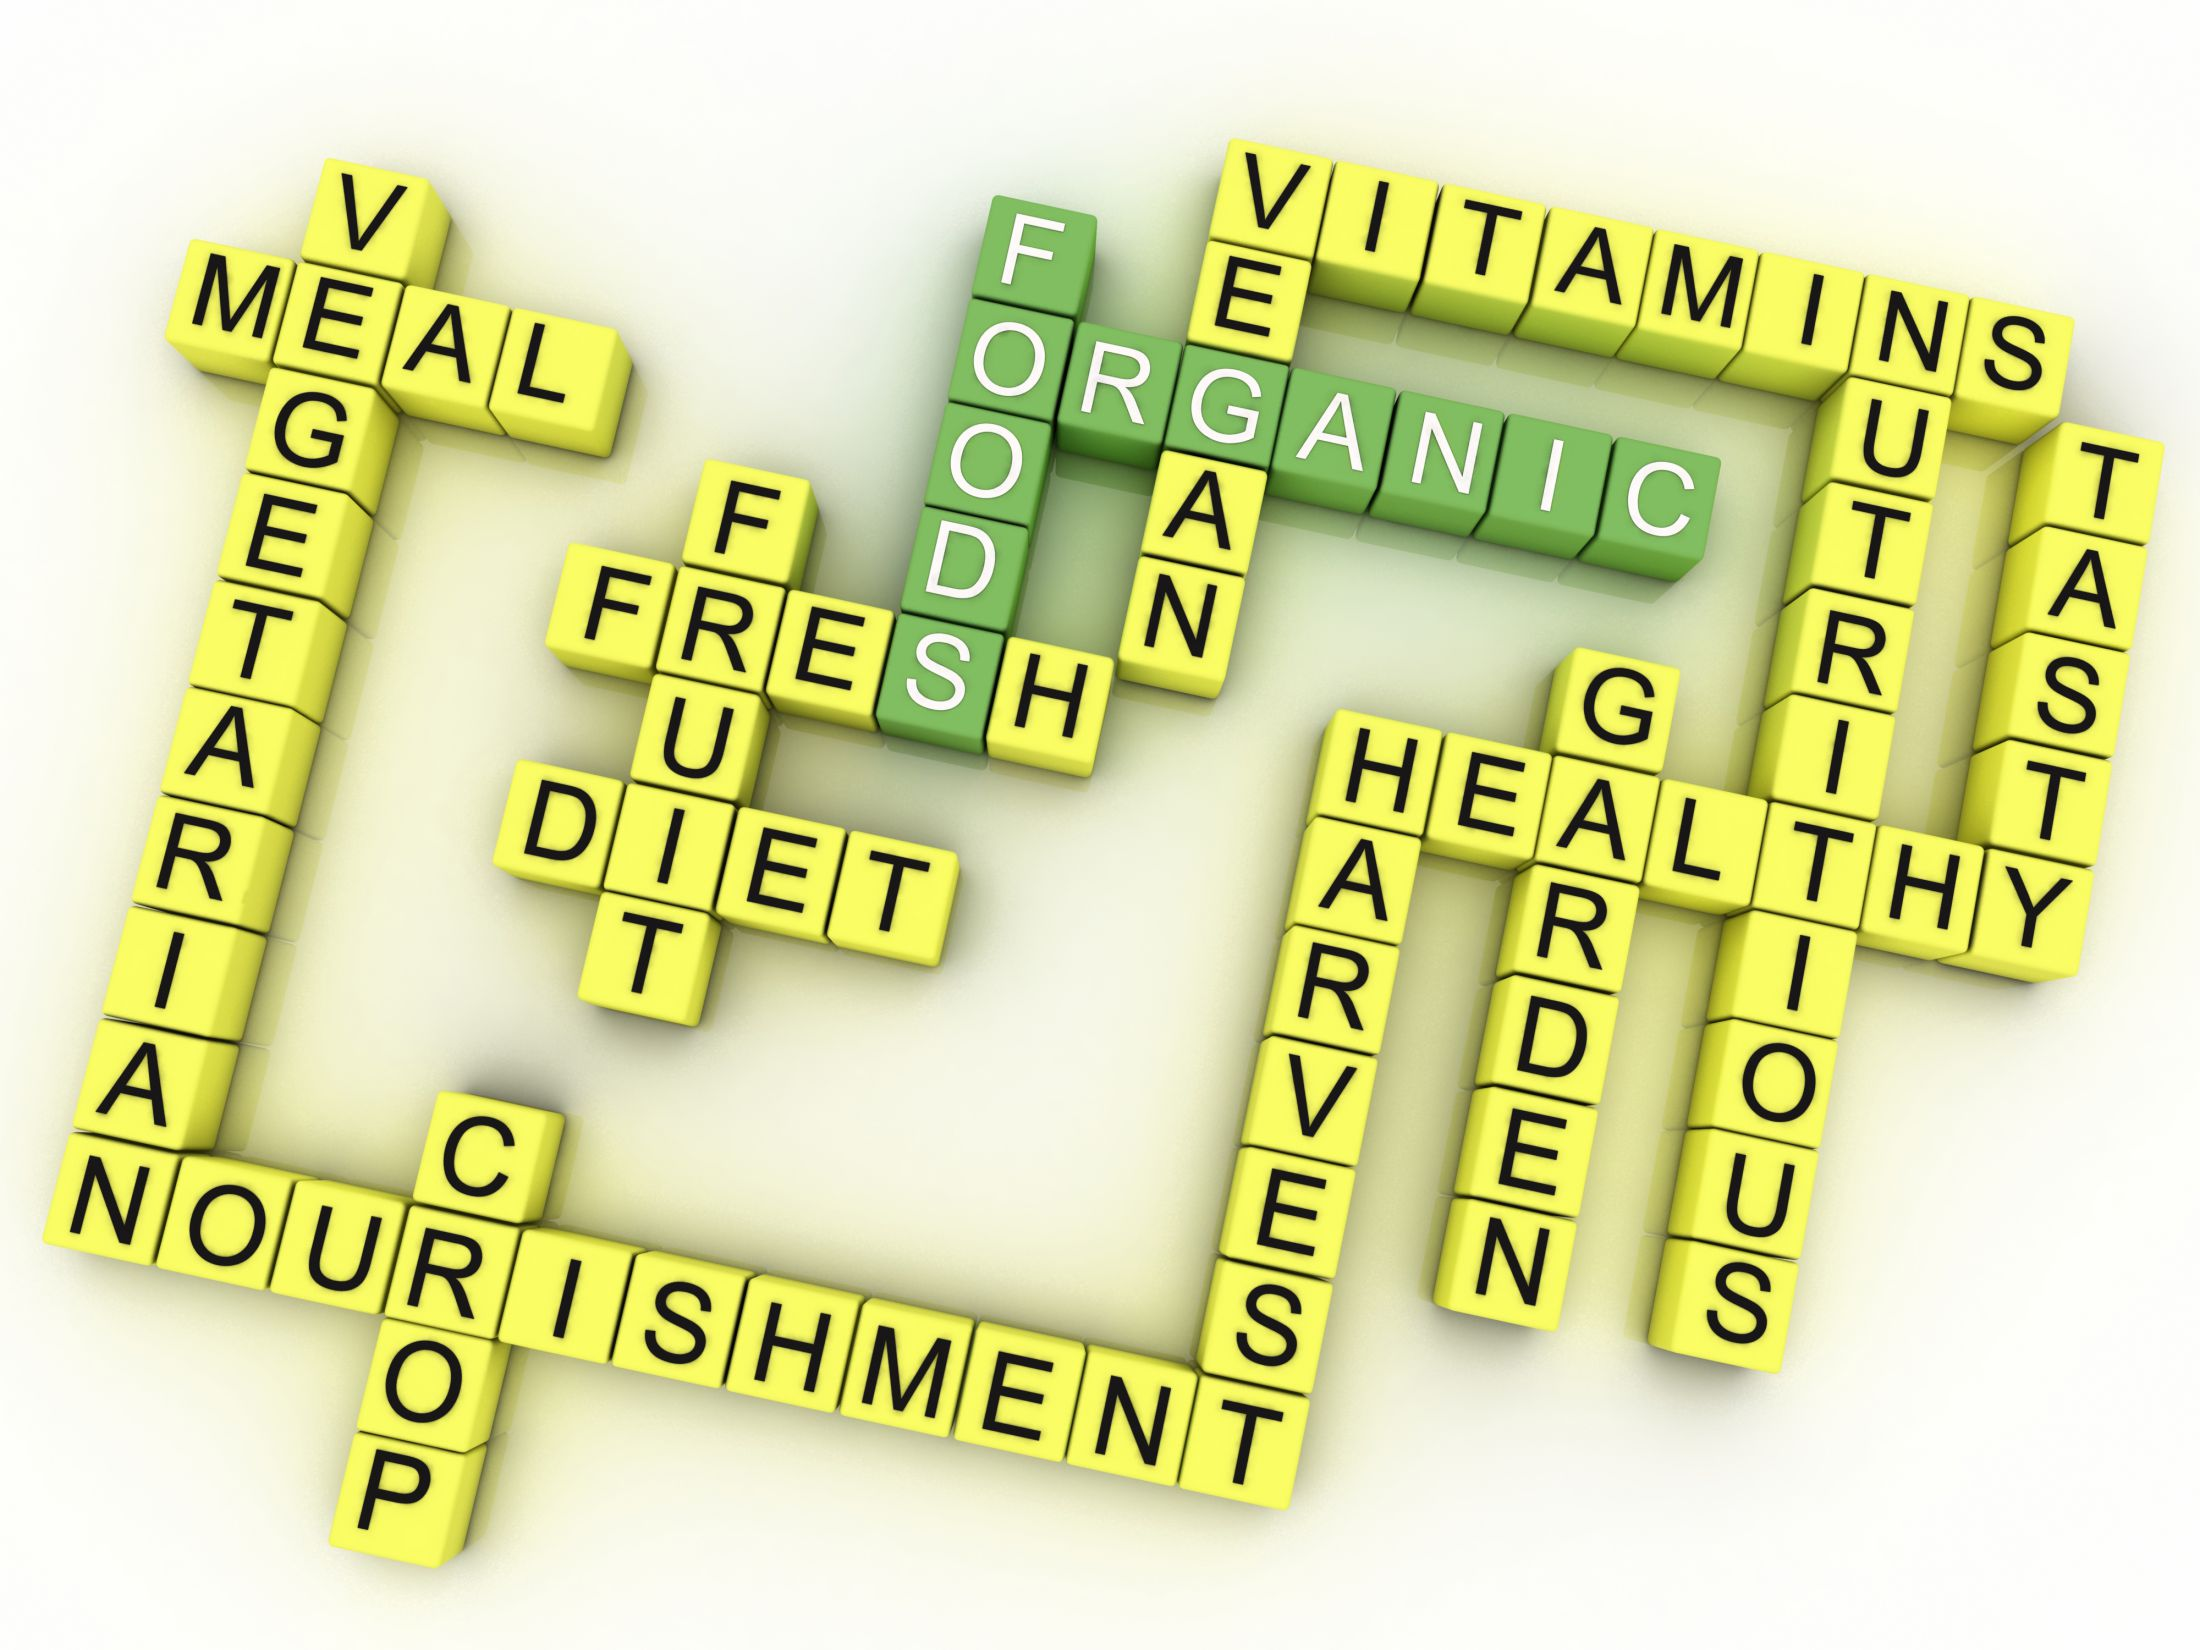 VEGETARIAN
MEAL
FOODS
ORGANIC
VEGAN
VITAMINS
NUTRITIOUS
TASTY
FRUIT
FRESH
DIET
HEALTHY
GARDEN
HARVEST
CROP
NOURISHMENT